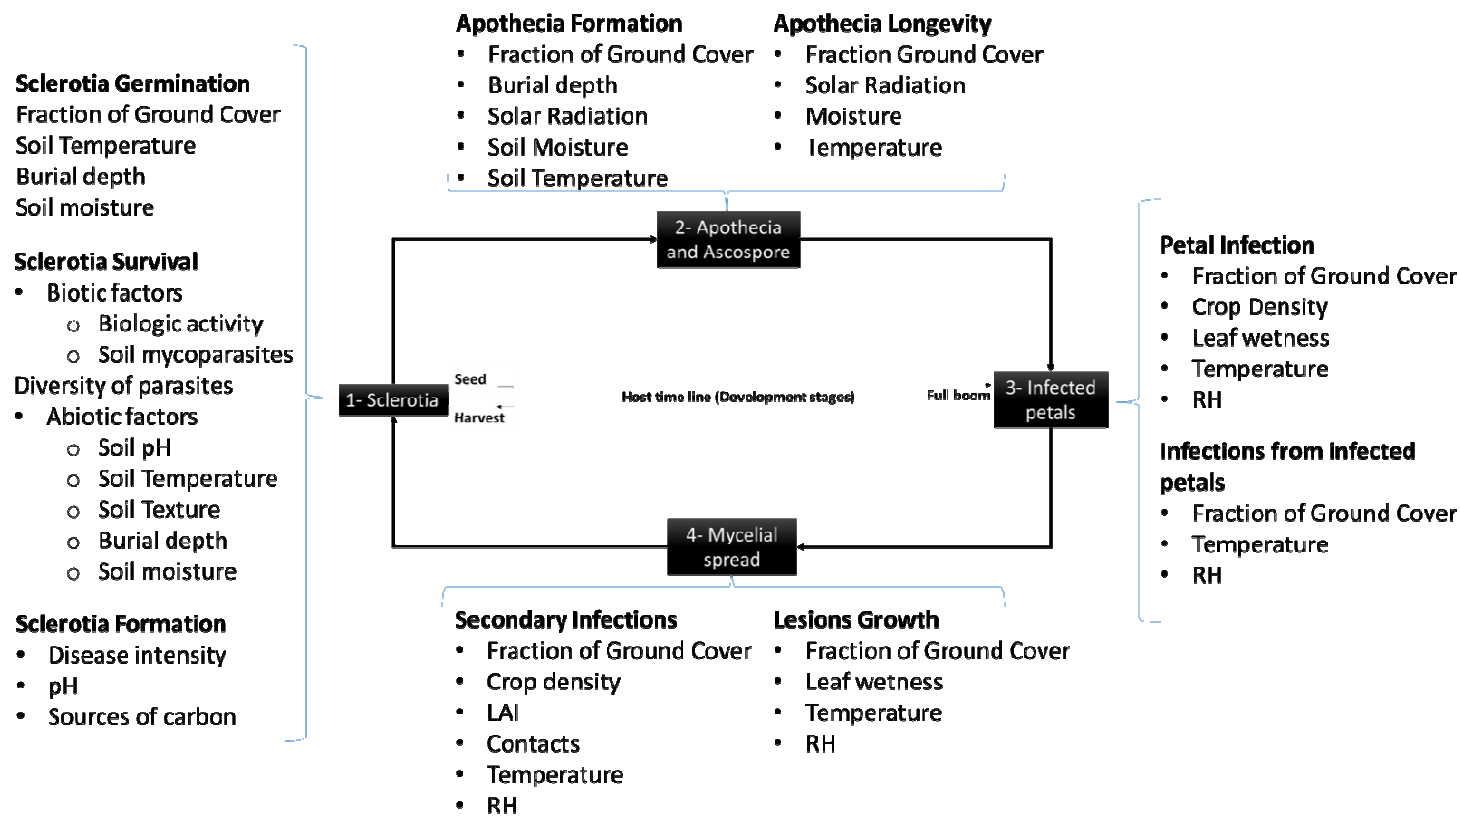 Sclerotia Germination
Fraction of Ground Cover
Soil Temperature
Burial depth
Soil moisture
Sclerotia Survival
• Biotic factors
o Biologic activity
o Soil mycoparasites
Diversity of parasites
• Abiotic factors
o Soil pH
o Soil Temperature
o Soil Texture
o Burial depth
o Soil moisture
Sclerotia Formation
• Disease intensity
• pH
• Sources of carbon
Apothecia Formation
• Fraction of Ground Cover
• Burial depth
• Solar Radiation
• Soil Moisture
• Soil Temperature
Apothecia Longevity
• Fraction Ground Cover
• Solar Radiation
• Moisture
• Temperature
2- Apothecia
and Ascospore
1- Sclerotia
Seed
Harvest
Host time line (Development stages)
Full boom
3- Infected
petals
4- Mycelial
spread
Petal Infection
• Fraction of Ground Cover
• Crop Density
• Leaf wetness
• Temperature
• RH
Infections from infected
petals
• Fraction of Ground Cover
• Temperature
• RH
Secondary Infections
• Fraction of Ground Cover
• Crop density
• LAI
• Contacts
• Temperature
• RH
Lesions Growth
• Fraction of Ground Cover
• Leaf wetness
• Temperature
• RH